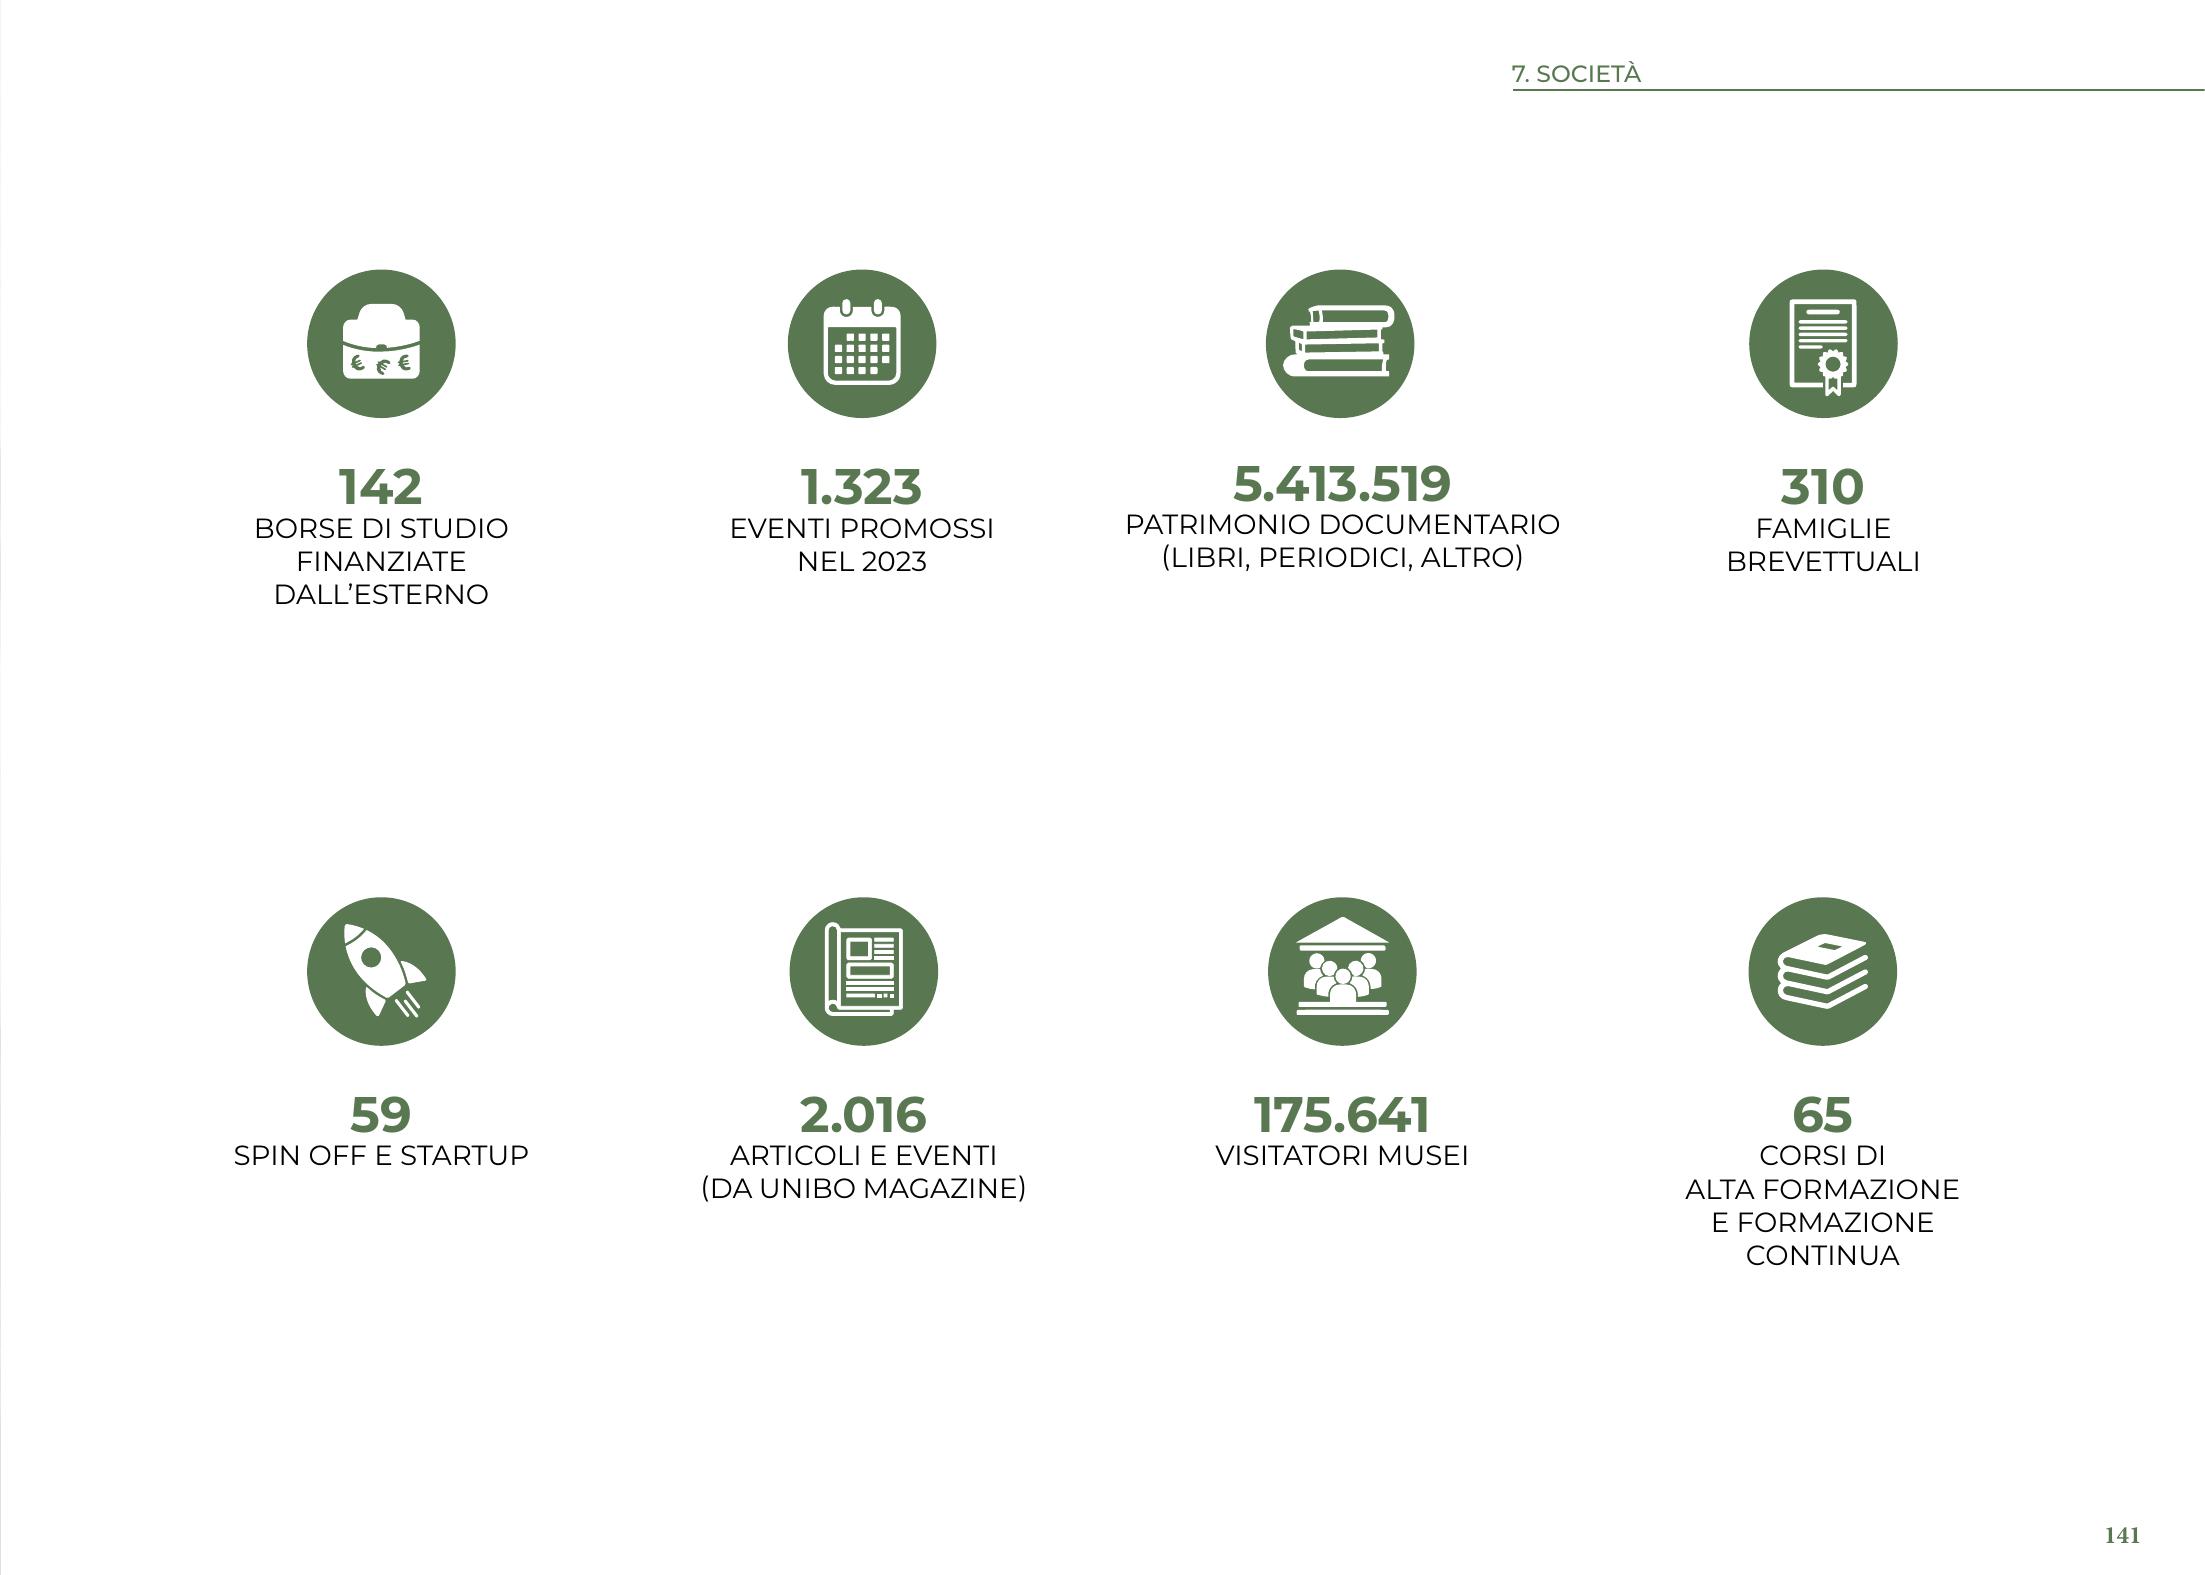 7. SOCIETÀ
142
BORSE DI STUDIO
FINANZIATE
DALL’ESTERNO
1.323
EVENTI PROMOSSI
NEL 2023
5.413.519
PATRIMONIO DOCUMENTARIO
(LIBRI, PERIODICI, ALTRO)
310
FAMIGLIE
BREVETTUALI
59
SPIN OFF E STARTUP
2.016
ARTICOLI E EVENTI
(DA UNIBO MAGAZINE)
175.641
VISITATORI MUSEI
65
CORSI DI
ALTA FORMAZIONE
E FORMAZIONE
CONTINUA
141